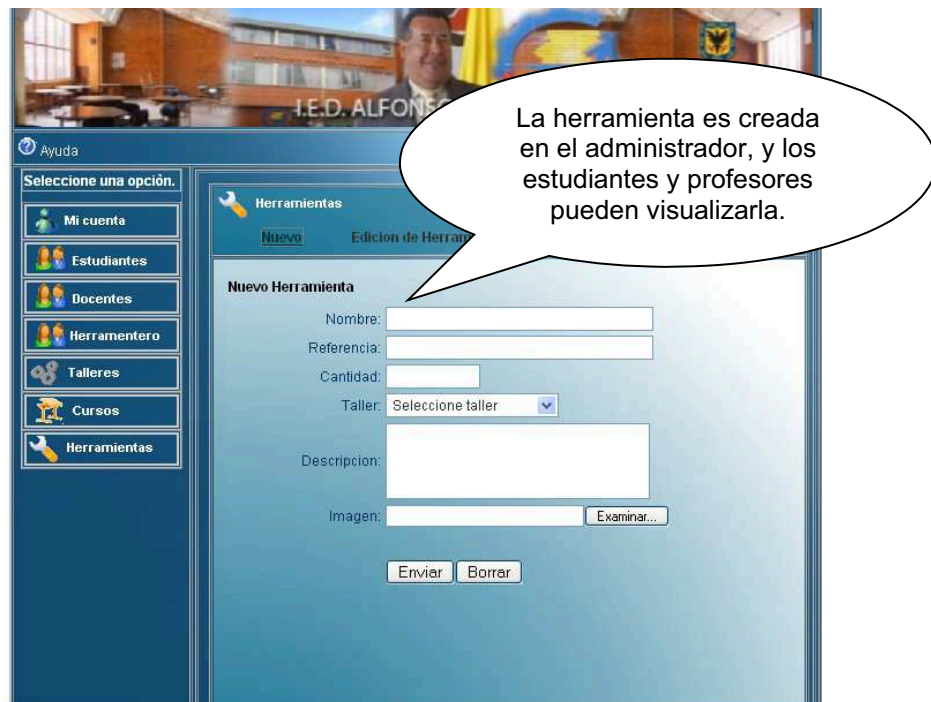 I.E.D. ALFONSO
La herramienta es creada
en el administrador, y los
estudiantes y profesores
pueden visualizarla.
Ayuda
Seleccione una opción.
Mi cuenta
Estudiantes
Docentes
Herramentero
Talleres
Cursos
Herramientas
Herramientas
Nuevo Edicion de
Nuevo Herramienta
Nombre:
Referencia:
Cantidad:
Taller: Seleccione taller
Descripcion:
Imagen: Examinar...
Enviar Borrar